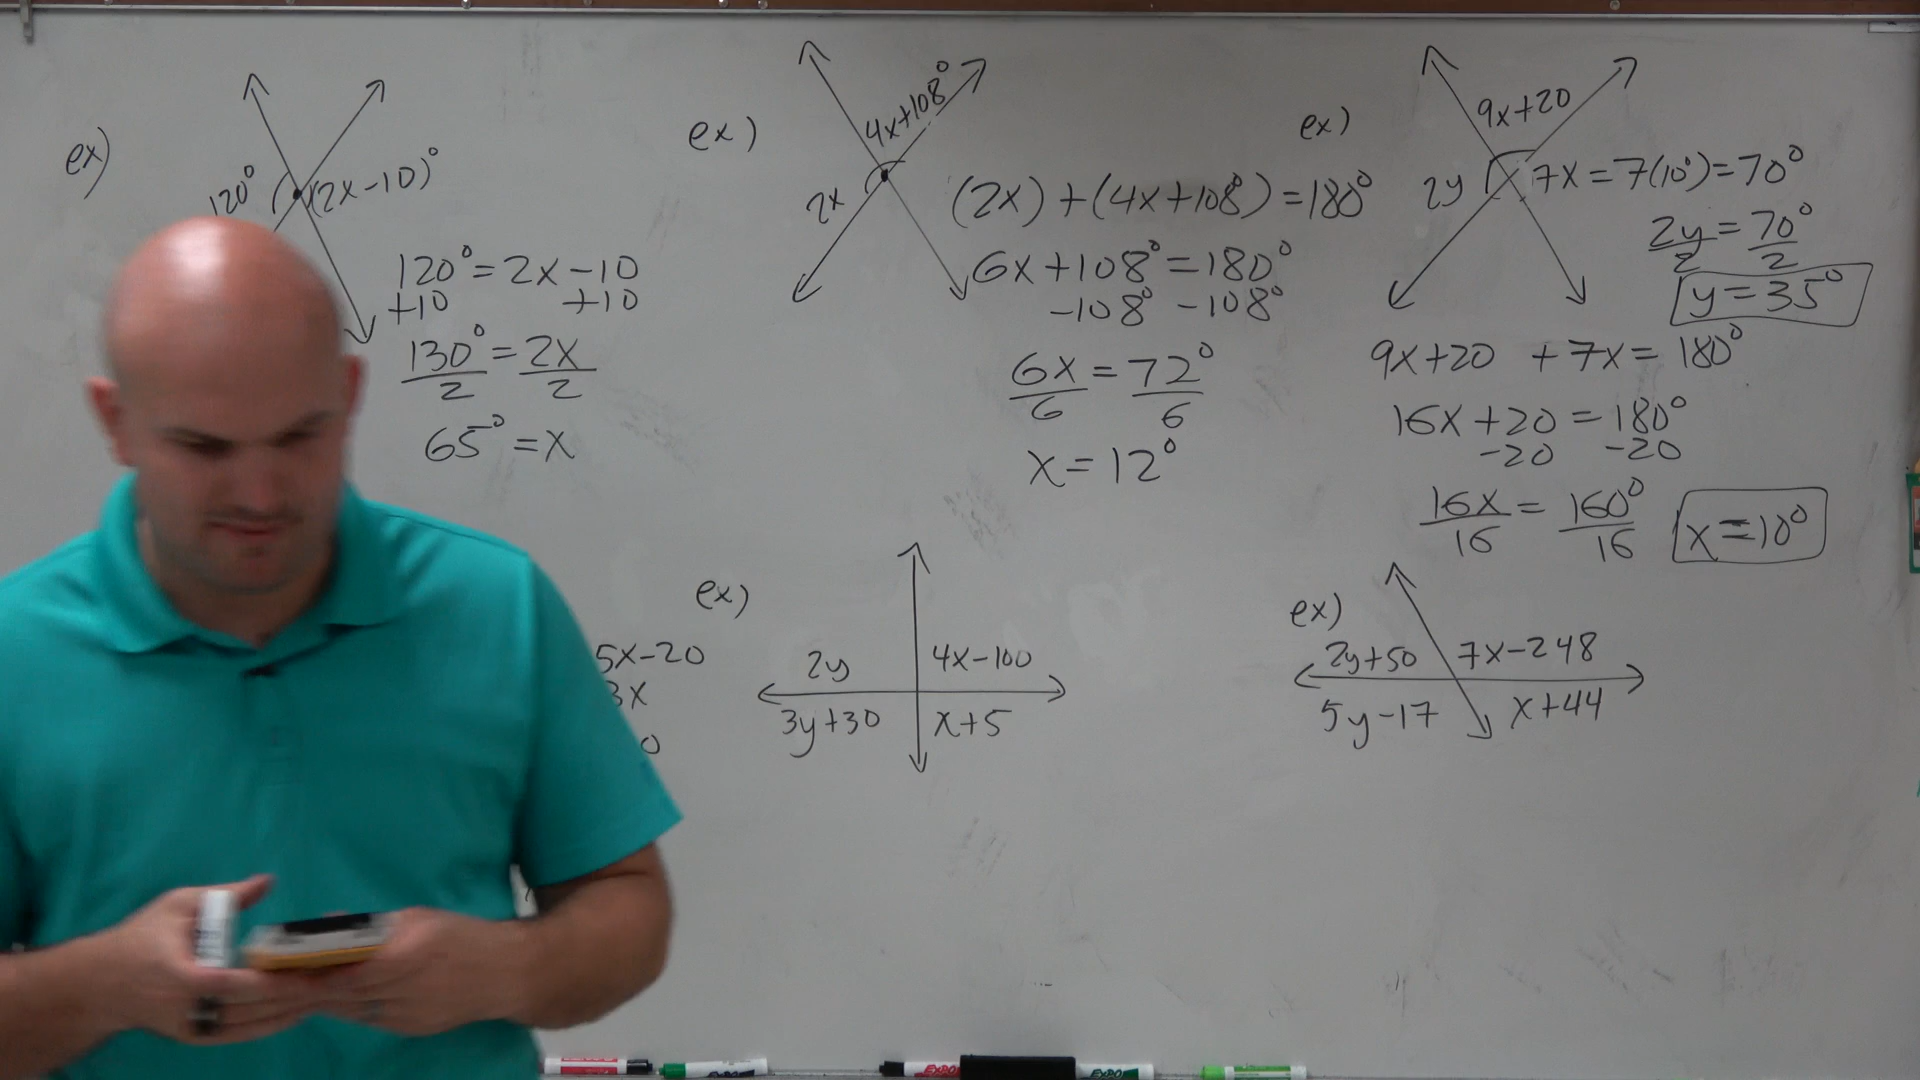 ex)
120° (2x-10)°
120° = 2x-10
+10 +10
130° = 2x
2 2
65° = x
ex)
4x+108°
2x
(2x) + (4x+108°) = 180°
6x+108° = 180°
-108° -108°
6x = 72°
6 6
x = 12°
ex)
9x+20
2y 7x = 7(10°) = 70°
2y = 70°
2 2
y = 35°
9x+20 + 7x = 180°
16x+20 = 180°
-20 -20
16x = 160°
16 16
x = 10°
5x-20
3x
0
ex)
2y 4x-100
3y+30 x+5
ex)
2y+50 7x-248
5y-17 x+44
EXPO
EXPO